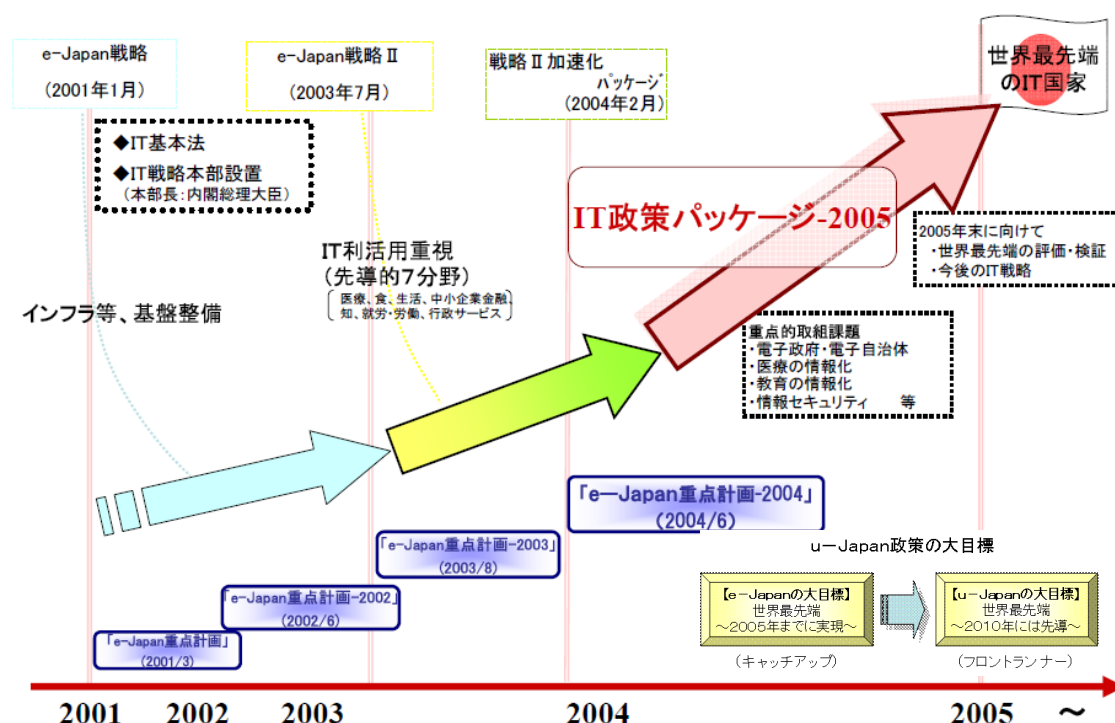 e-Japan戦略
(2001年1月)
e-Japan戦略Ⅱ
(2003年7月)
戦略Ⅱ加速化
パッケージ
(2004年2月)
世界最先端
のIT国家
◆IT基本法
◆IT戦略本部設置
(本部長:内閣総理大臣)
IT政策パッケージ-2005
2005年末に向けて
・世界最先端の評価・検証
・今後のIT戦略
IT利活用重視
(先導的7分野)
医療、食、生活、中小企業金融、
知、就労・労働、行政サービス
インフラ等、基盤整備
重点的取組課題
・電子政府・電子自治体
・医療の情報化
・教育の情報化
・情報セキュリティ 等
「eーJapan重点計画-2004」
(2004/6)
「e-Japan重点計画-2003」
(2003/8)
「e-Japan重点計画-2002」
(2002/6)
「e-Japan重点計画」
(2001/3)
uーJapan政策の大目標
【e-Japanの大目標】
世界最先端
~2005年までに実現~
(キャッチアップ)
【u-Japanの大目標】
世界最先端
~2010年には先導~
(フロントランナー)
2001 2002 2003 2004 2005 ~